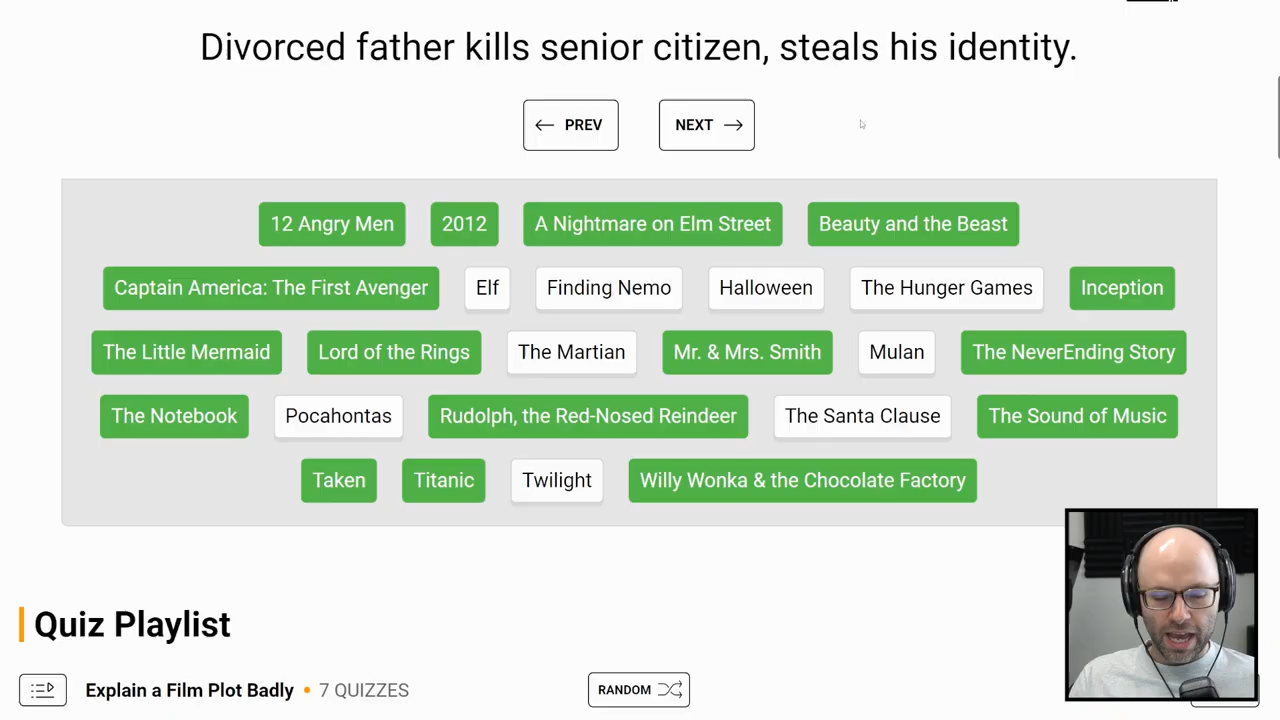 Divorced father kills senior citizen, steals his identity.
← PREV
NEXT →
12 Angry Men
2012
A Nightmare on Elm Street
Beauty and the Beast
Captain America: The First Avenger
Elf
Finding Nemo
Halloween
The Hunger Games
Inception
The Little Mermaid
Lord of the Rings
The Martian
Mr. & Mrs. Smith
Mulan
The NeverEnding Story
The Notebook
Pocahontas
Rudolph, the Red-Nosed Reindeer
The Santa Clause
The Sound of Music
Taken
Titanic
Twilight
Willy Wonka & the Chocolate Factory
Quiz Playlist
Explain a Film Plot Badly • 7 QUIZZES
RANDOM